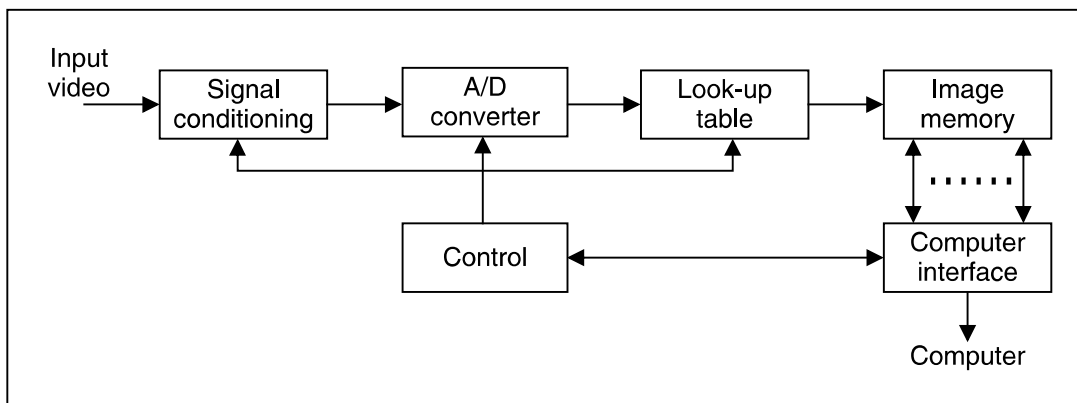 Input
video
Signal
conditioning
A/D
converter
Look-up
table
Image
memory
Control
Computer
interface
Computer